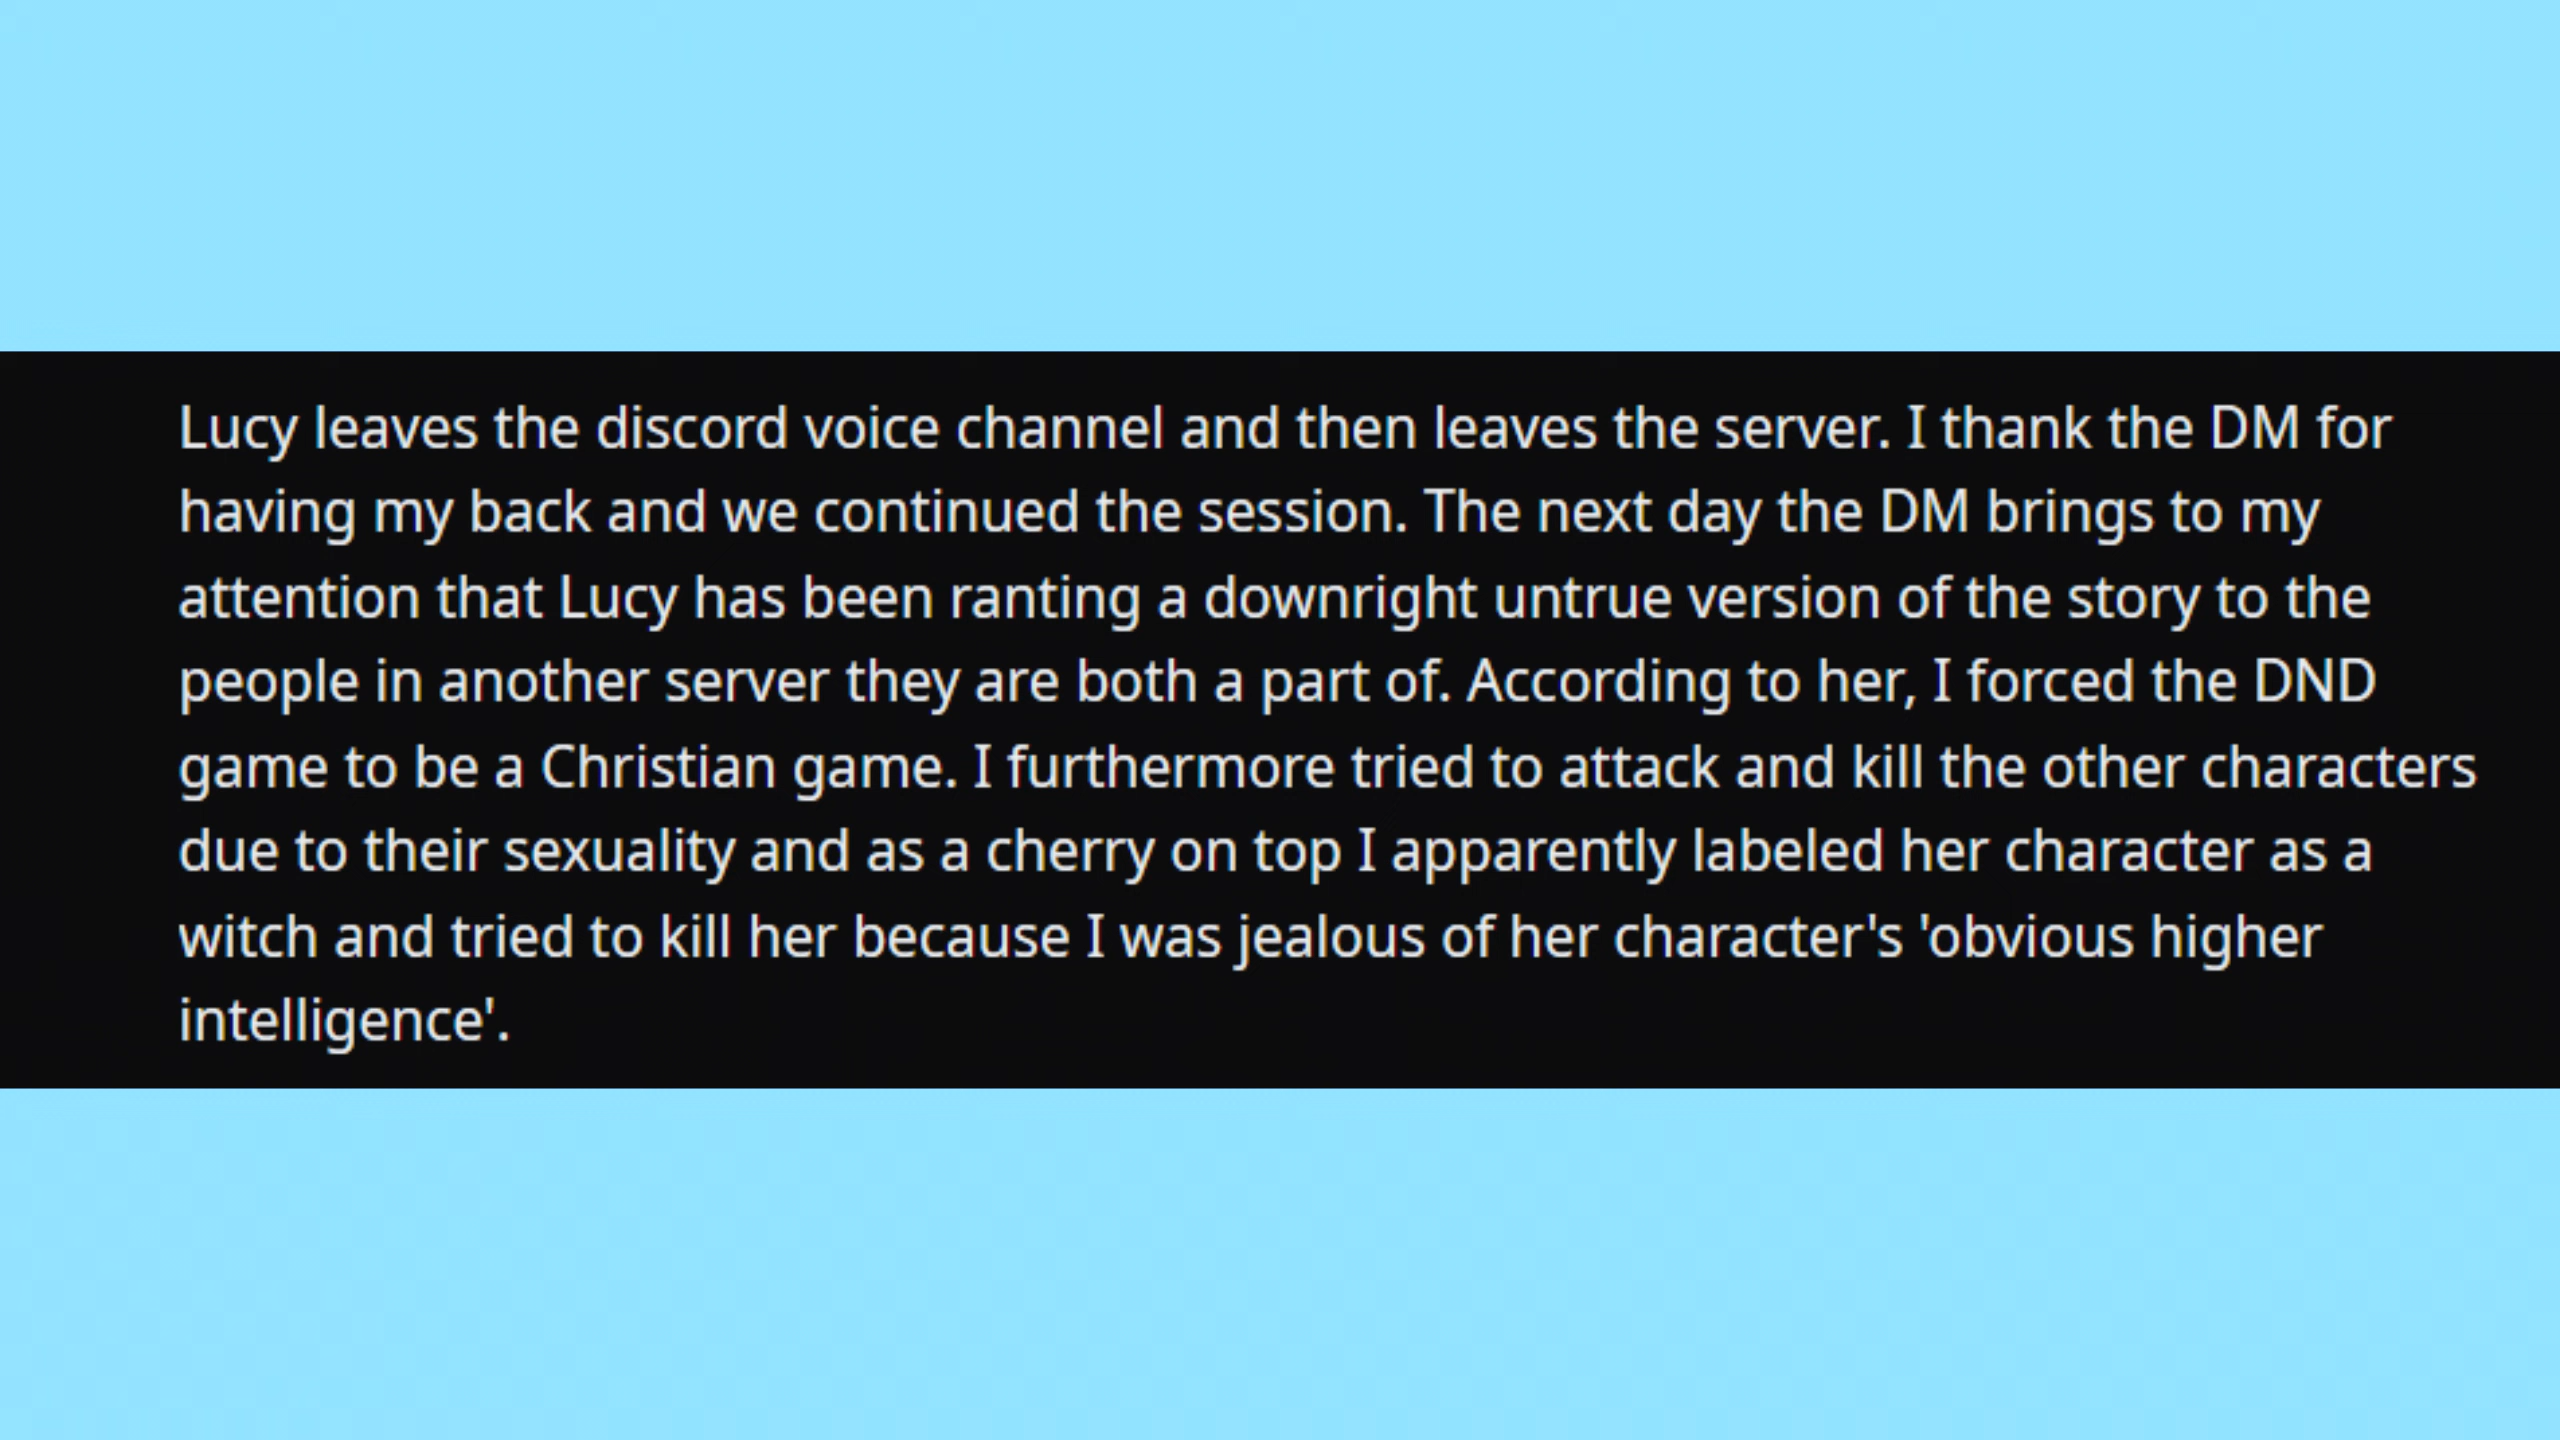 Lucy leaves the discord voice channel and then leaves the server. I thank the DM for
having my back and we continued the session. The next day the DM brings to my
attention that Lucy has been ranting a downright untrue version of the story to the
people in another server they are both a part of. According to her, I forced the DND
game to be a Christian game. I furthermore tried to attack and kill the other characters
due to their sexuality and as a cherry on top I apparently labeled her character as a
witch and tried to kill her because I was jealous of her character's 'obvious higher
intelligence'.